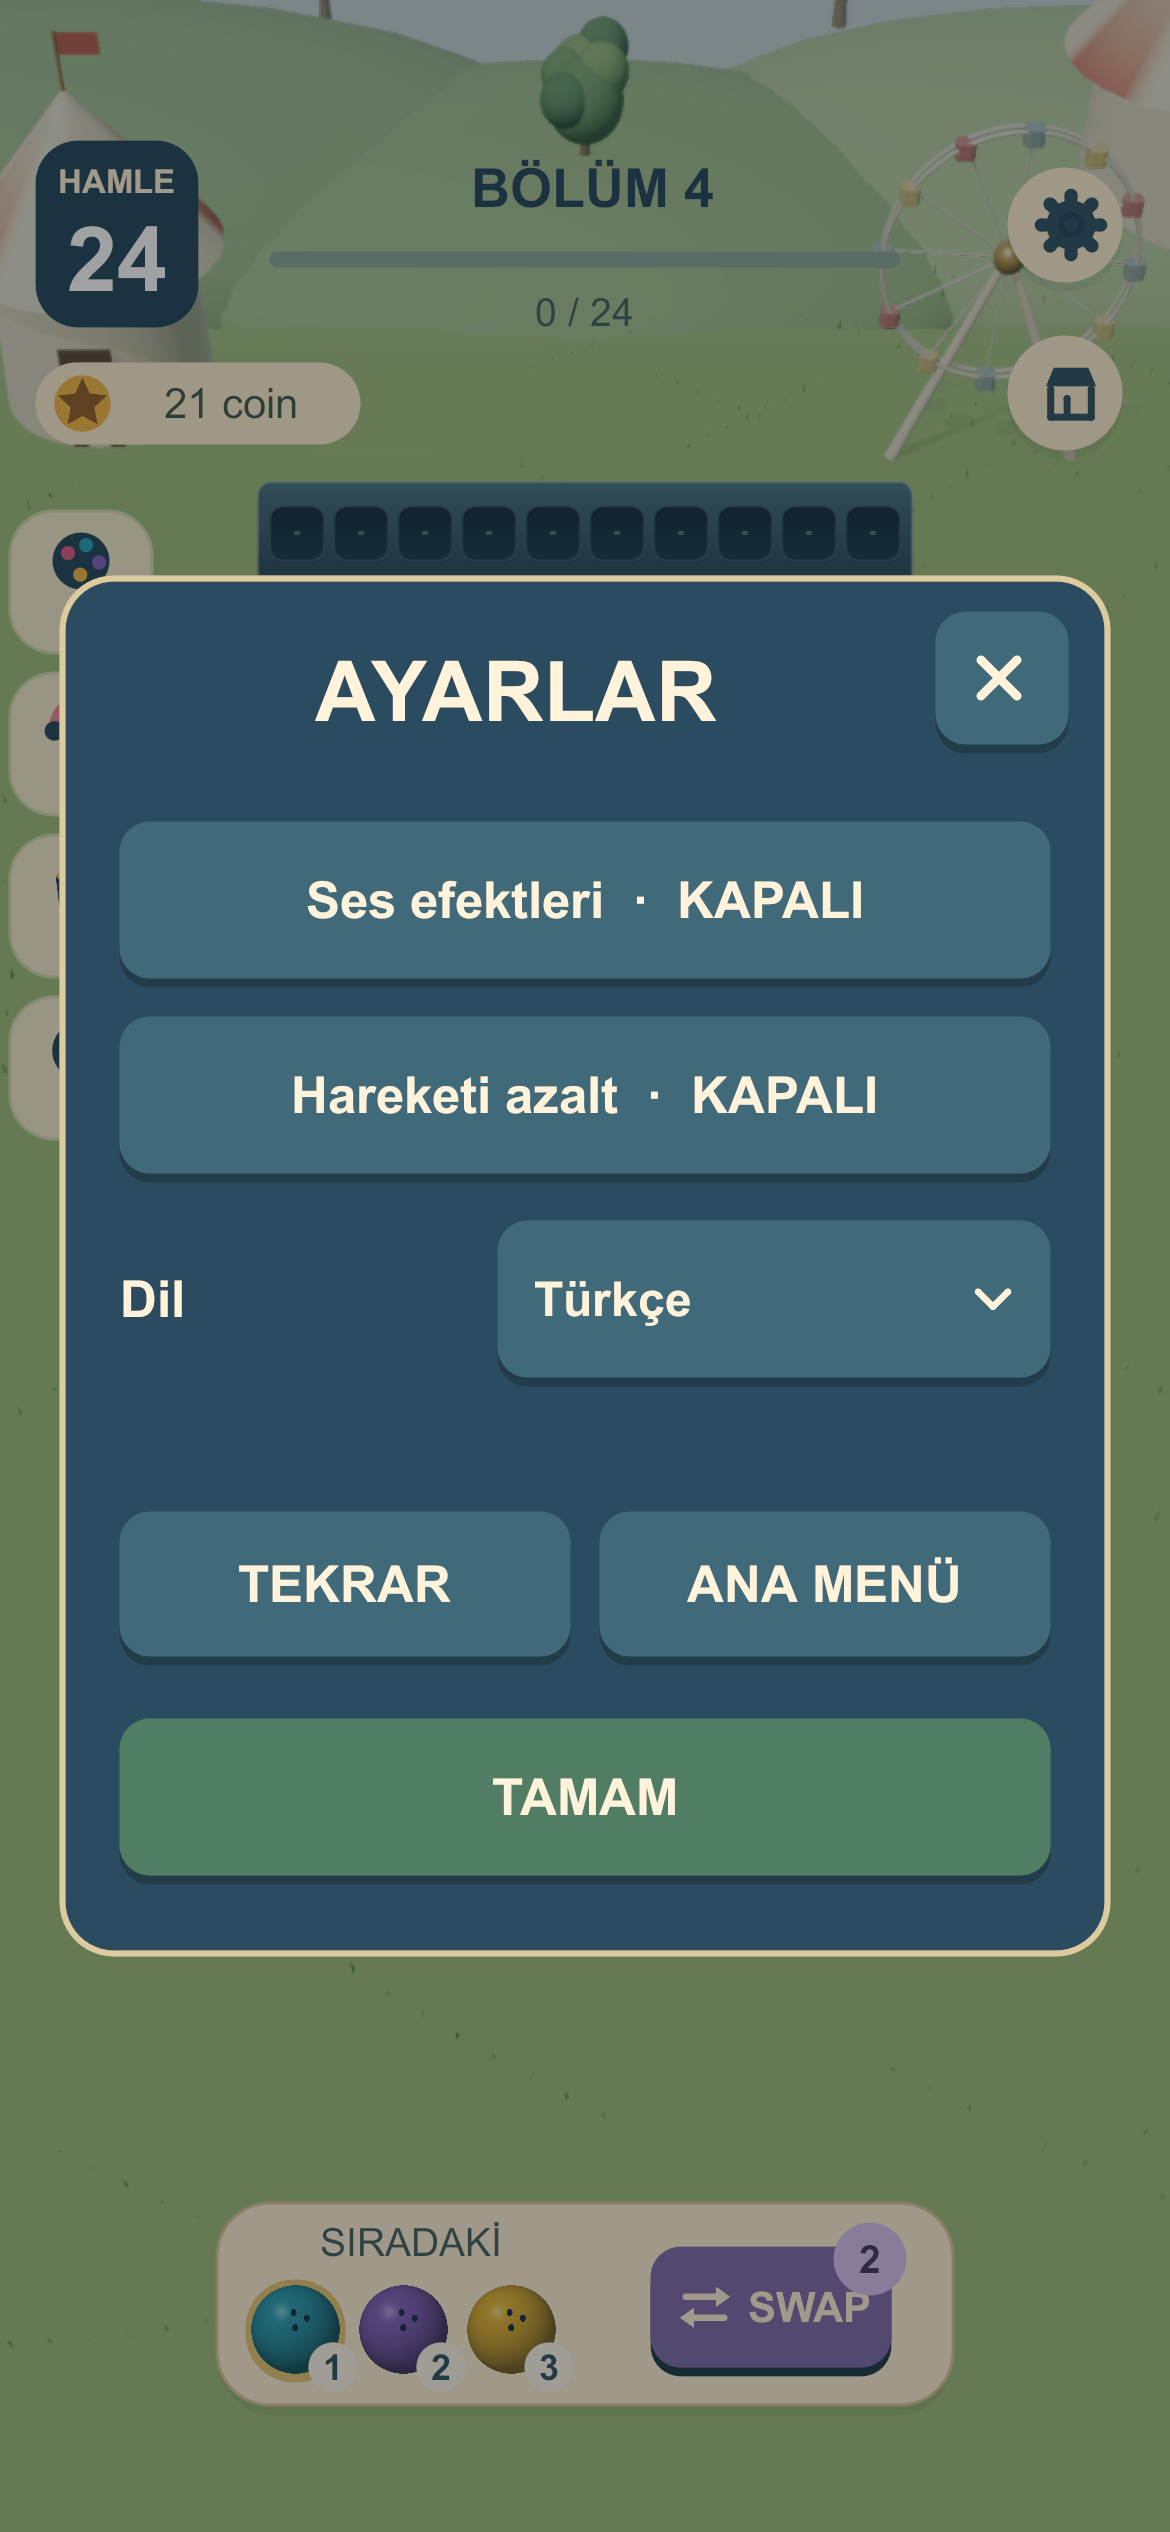 HAMLE
24
BÖLÜM 4
0 / 24
21 coin
AYARLAR
Ses efektleri · KAPALI
Hareketi azalt · KAPALI
Dil
Türkçe
TEKRAR
ANA MENÜ
TAMAM
SIRADAKİ
1
2
3
SWAP
2